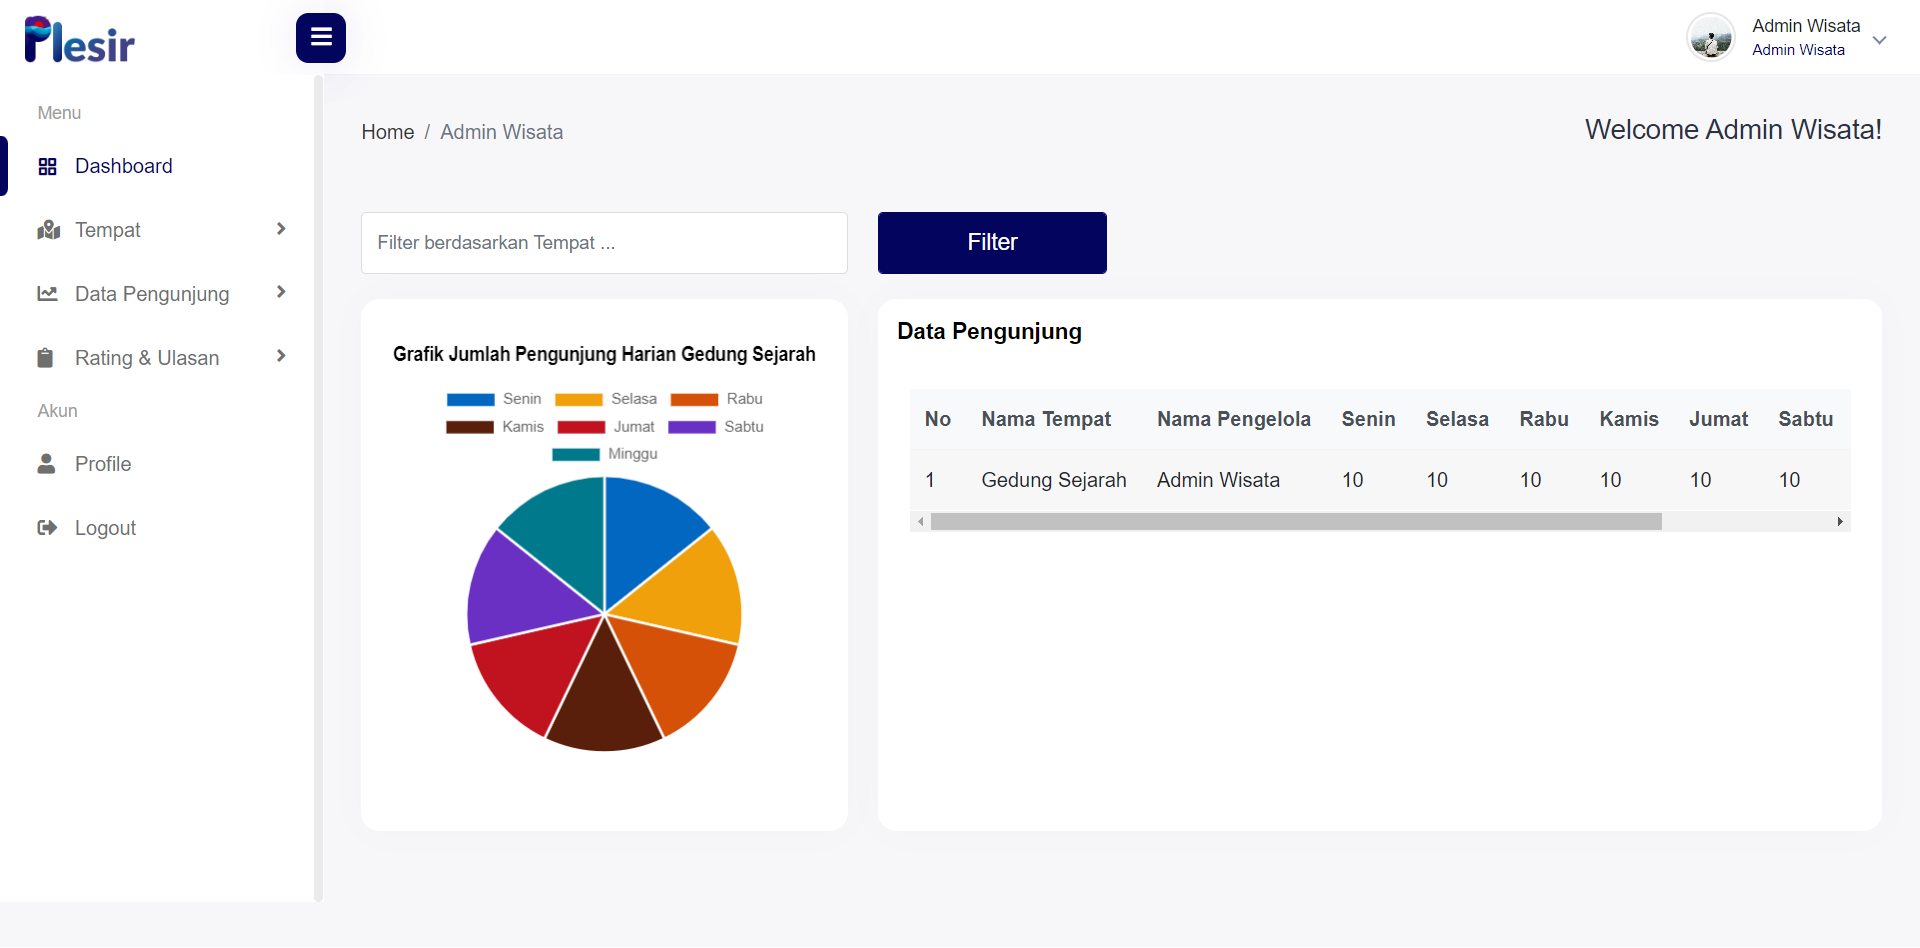 Plesir
Admin Wisata
Admin Wisata
Menu
Dashboard
Tempat
Data Pengunjung
Rating & Ulasan
Akun
Profile
Logout
Home / Admin Wisata
Welcome Admin Wisata!
Filter berdasarkan Tempat ...
Filter
Grafik Jumlah Pengunjung Harian Gedung Sejarah
Senin Selasa Rabu
Kamis Jumat Sabtu
Minggu
Data Pengunjung
No Nama Tempat Nama Pengelola Senin Selasa Rabu Kamis Jumat Sabtu
1 Gedung Sejarah Admin Wisata 10 10 10 10 10 10